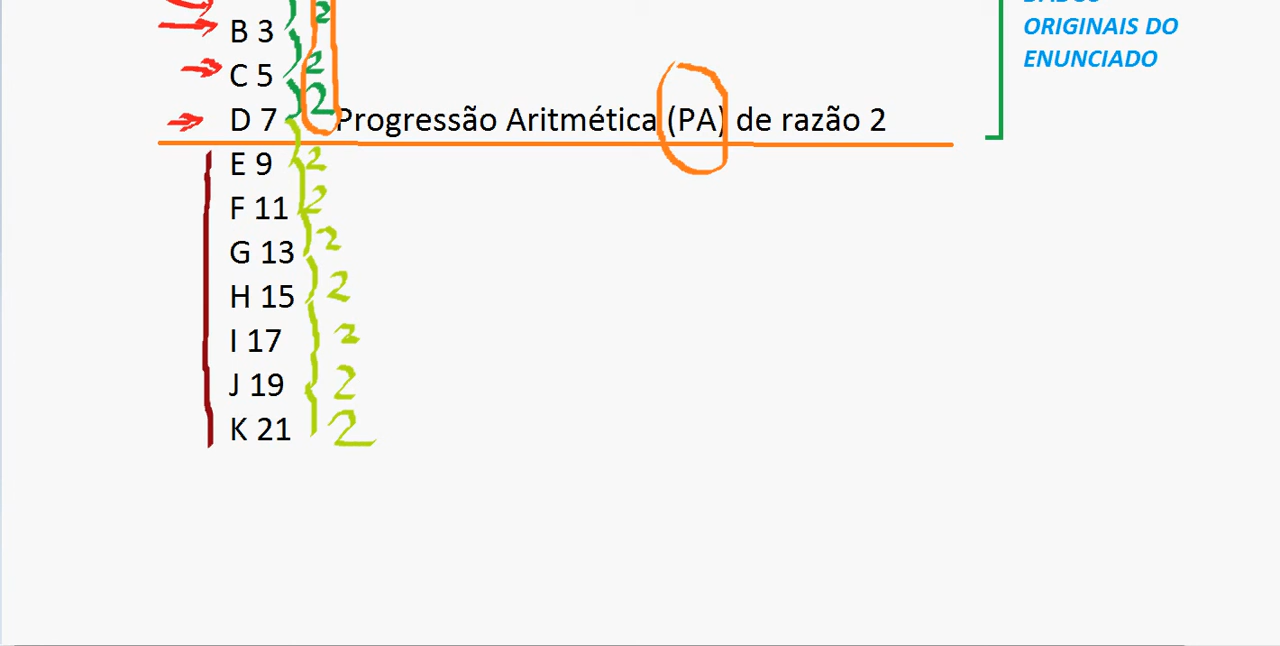 ORIGINAIS DO
ENUNCIADO
B 3
2
C 5
2
D 7
2
Progressão Aritmética (PA) de razão 2
E 9
2
F 11
2
G 13
2
H 15
2
I 17
2
J 19
2
K 21
2